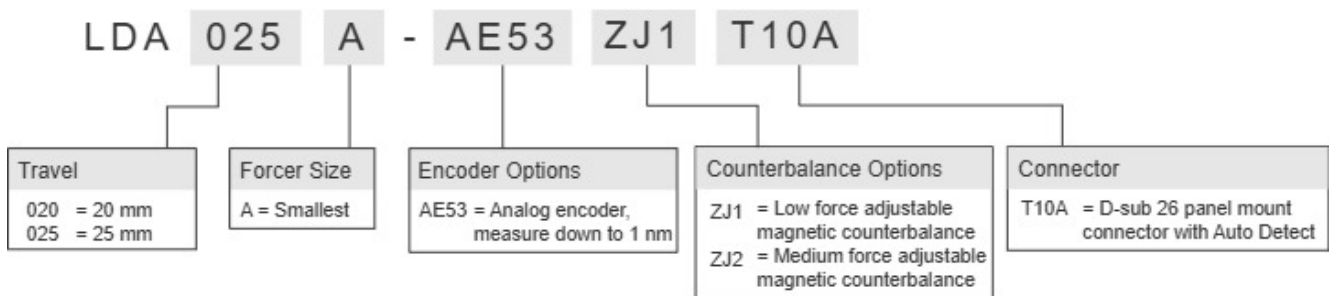 LDA 025 A - AE53 ZJ1 T10A
Travel
020 = 20 mm
025 = 25 mm
Forcer Size
A = Smallest
Encoder Options
AE53 = Analog encoder,
measure down to 1 nm
Counterbalance Options
ZJ1 = Low force adjustable
magnetic counterbalance
ZJ2 = Medium force adjustable
magnetic counterbalance
Connector
T10A = D-sub 26 panel mount
connector with Auto Detect